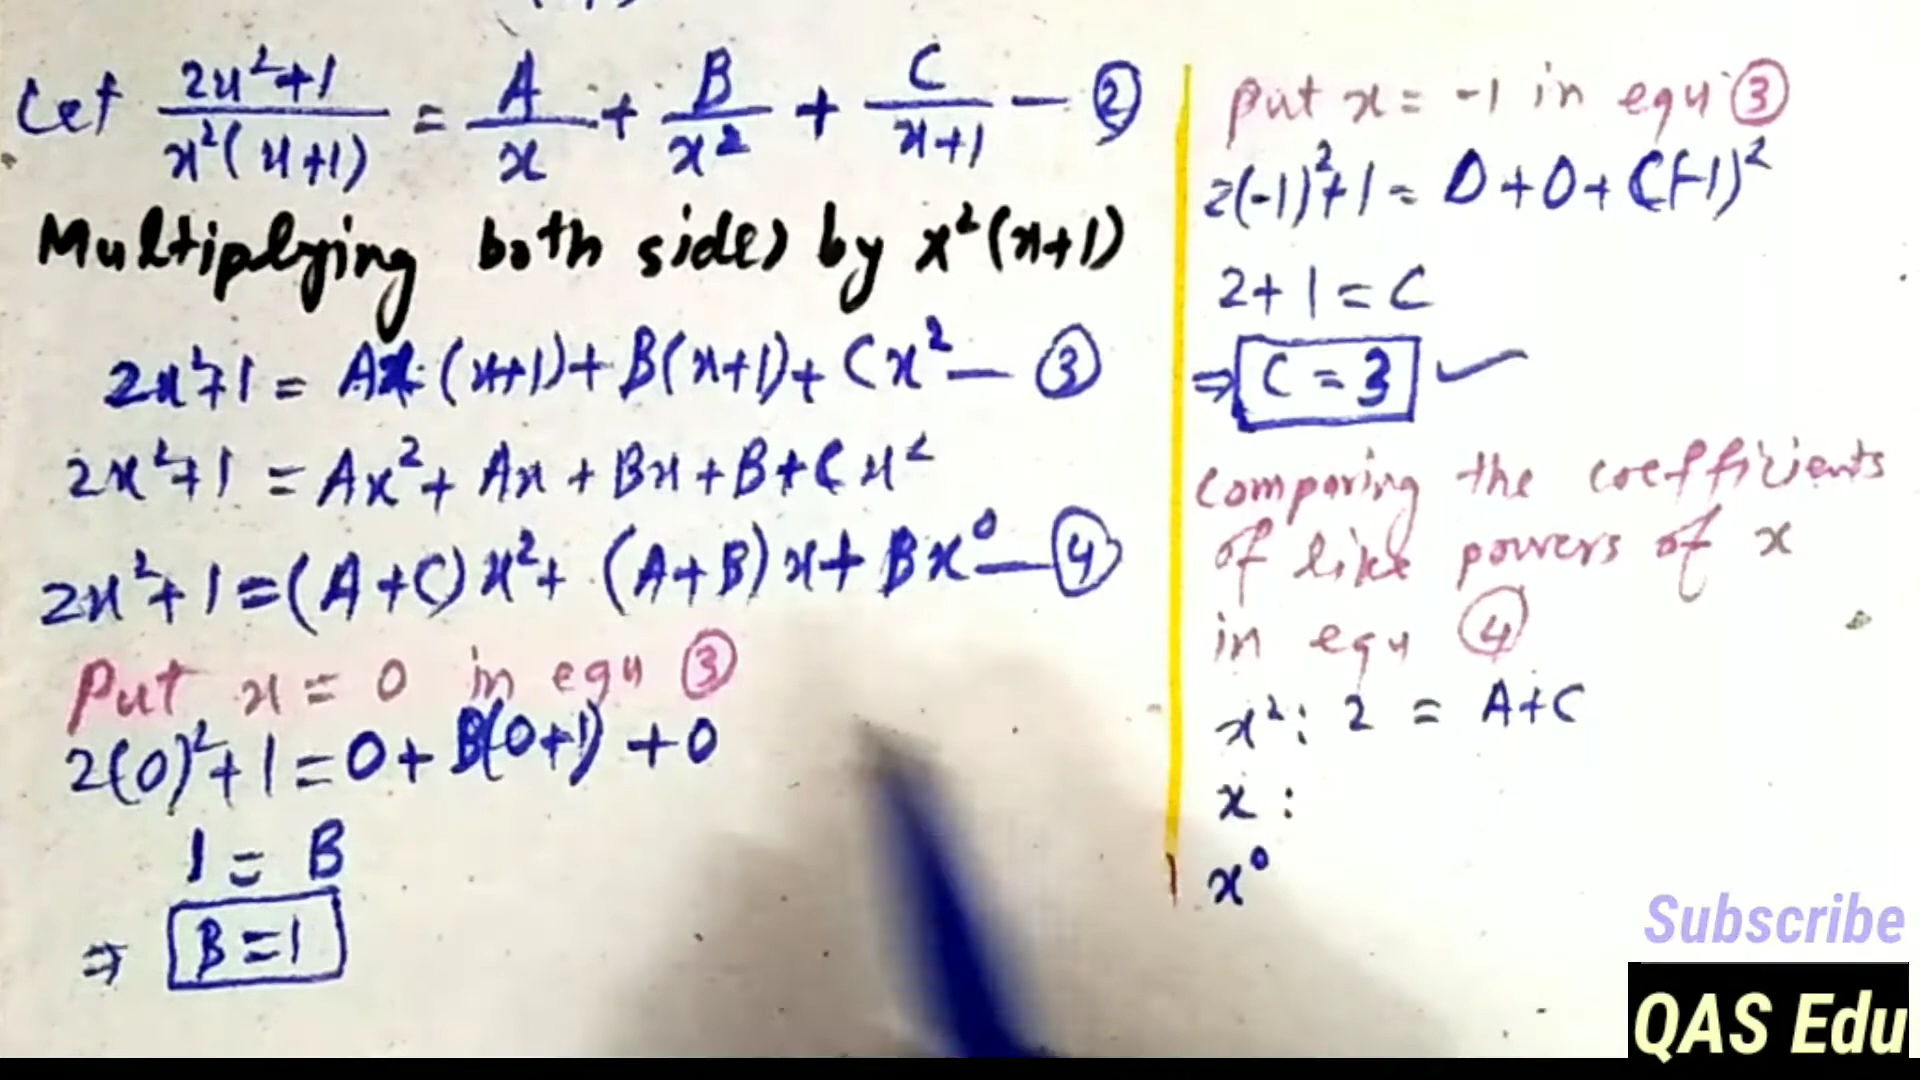 Let 2x²+1 / x²(x+1) = A/x + B/x² + C/x+1 — ②
Multiplying both sides by x²(x+1)
2x²+1 = Ax(x+1) + B(x+1) + Cx² — ③
2x²+1 = Ax² + Ax + Bx + B + Cx²
2x²+1 = (A+C)x² + (A+B)x + Bx⁰ — ④
Put x = 0 in equ ③
2(0)²+1 = 0 + B(0+1) + 0
1 = B
⇒ B = 1
Put x = -1 in equ ③
2(-1)²+1 = 0+0+C(-1)²
2+1 = C
⇒ C = 3 ✓
Comparing the coefficients
of like powers of x
in equ ④
x²: 2 = A+C
x :
x⁰
Subscribe
QAS Edu